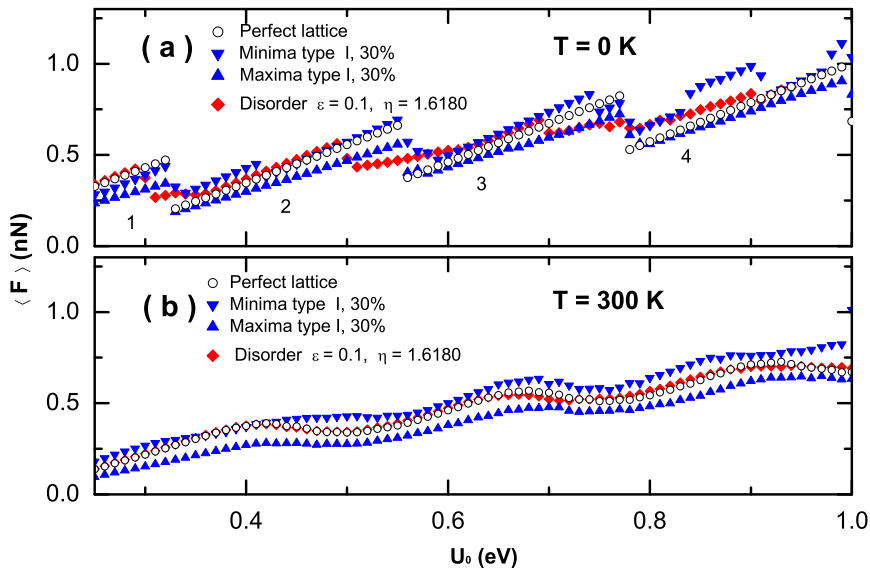 ( a )
Perfect lattice
Minima type I, 30%
Maxima type I, 30%
Disorder ε = 0.1, η = 1.6180
T = 0 K
1.0
0.5
0.0
1
2
3
4
⟨ F ⟩ (nN)
( b )
Perfect lattice
Minima type I, 30%
Maxima type I, 30%
Disorder ε = 0.1, η = 1.6180
T = 300 K
1.0
0.5
0.0
0.4 0.6 0.8 1.0
U₀ (eV)